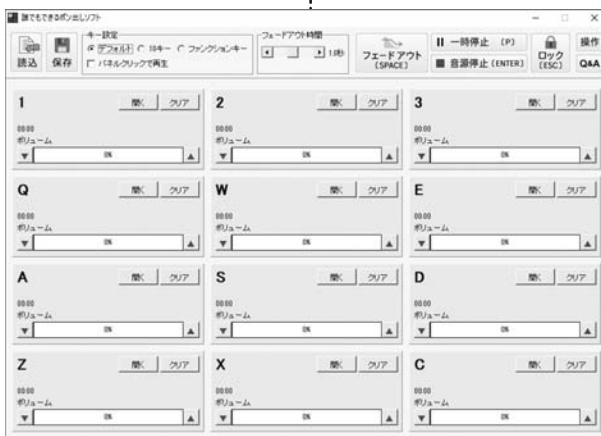 誰でもできるポン出しソフト
読込
保存
キー設定
デフォルト 10キー ファンクションキー
パネルクリックで再生
フェードアウト時間
1.0秒
フェードアウト
(SPACE)
一時停止 (P)
音源停止 (ENTER)
ロック
(ESC)
操作
Q&A
1 開く クリア
00:00
ボリューム
0%
2 開く クリア
00:00
ボリューム
0%
3 開く クリア
00:00
ボリューム
0%
Q 開く クリア
00:00
ボリューム
0%
W 開く クリア
00:00
ボリューム
0%
E 開く クリア
00:00
ボリューム
0%
A 開く クリア
00:00
ボリューム
0%
S 開く クリア
00:00
ボリューム
0%
D 開く クリア
00:00
ボリューム
0%
Z 開く クリア
00:00
ボリューム
0%
X 開く クリア
00:00
ボリューム
0%
C 開く クリア
00:00
ボリューム
0%